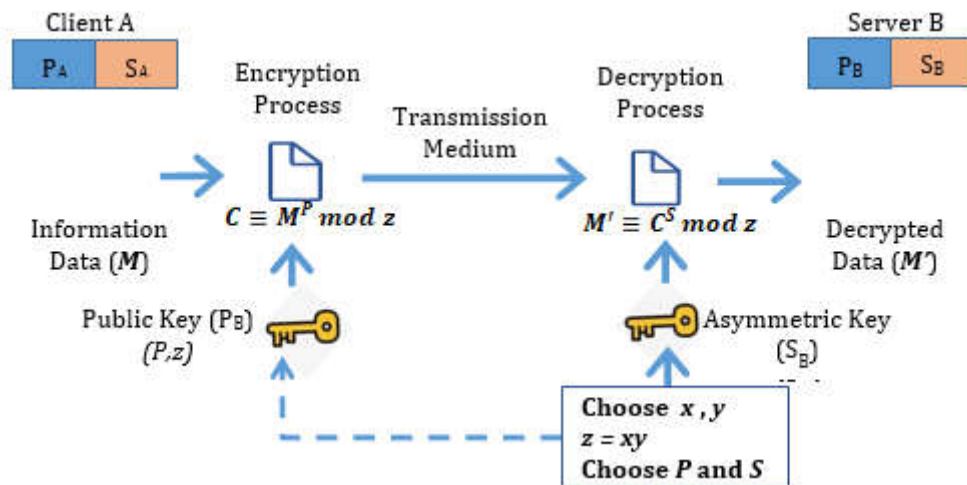 Client A
PA SA
Server B
PB SB
Encryption
Process
Transmission
Medium
Decryption
Process
C ≡ M^P mod z
M′ ≡ C^S mod z
Information
Data (M)
Decrypted
Data (M′)
Public Key (PB)
(P,z)
Asymmetric Key
(SB)
Choose x , y
z = xy
Choose P and S